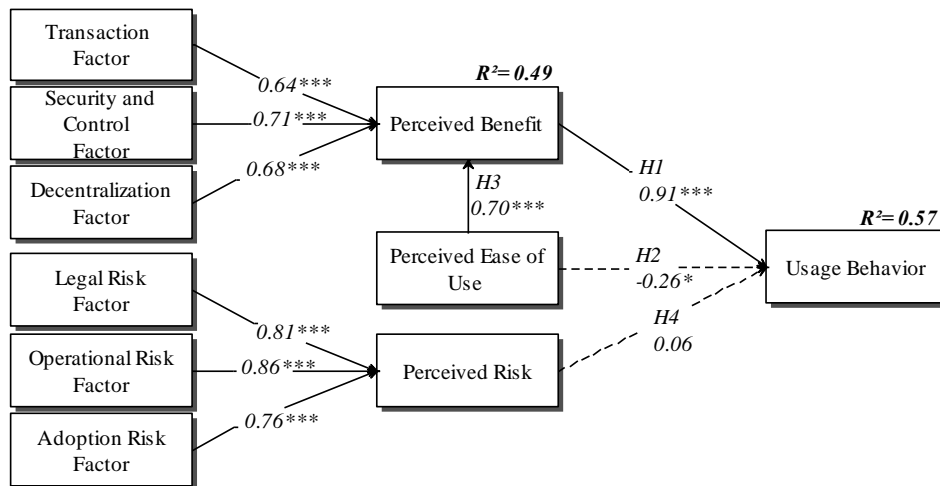 Transaction
Factor
0.64***
Security and
Control
Factor
0.71***
Decentralization
Factor
0.68***
R²= 0.49
Perceived Benefit
H1
0.91***
H3
0.70***
Perceived Ease of
Use
H2
-0.26*
R²= 0.57
Usage Behavior
Legal Risk
Factor
0.81***
Operational Risk
Factor
0.86***
Adoption Risk
Factor
0.76***
Perceived Risk
H4
0.06